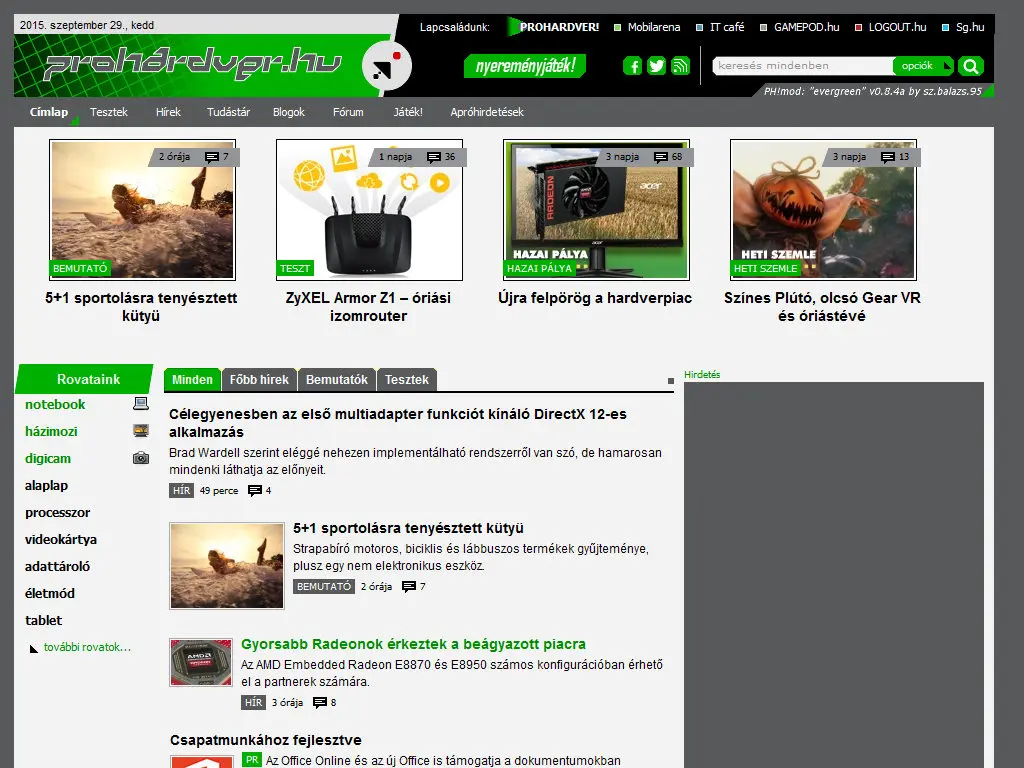 2015. szeptember 29., kedd
Lapcsaládunk: PROHARDVER! Mobilarena IT café GAMEPOD.hu LOGOUT.hu Sg.hu
prohardver.hu
nyereményjáték!
keresés mindenben opciók
PH!mod: "evergreen" v0.8.4a by sz.balazs.95
Címlap Tesztek Hírek Tudástár Blogok Fórum Játék! Apróhirdetések
2 órája 7
BEMUTATÓ
5+1 sportolásra tenyésztett
kütyü
1 napja 36
TESZT
ZyXEL Armor Z1 – óriási
izomrouter
3 napja 68
RADEON
acer
HAZAI PÁLYA
HAZAI PÁLYA
Újra felpörög a hardverpiac
3 napja 13
HETI SZEMLE
HETI SZEMLE
Színes Plútó, olcsó Gear VR
és óriástévé
Rovataink
notebook
házimozi
digicam
alaplap
processzor
videokártya
adattároló
életmód
tablet
további rovatok...
Minden Főbb hírek Bemutatók Tesztek
Célegyenesben az első multiadapter funkciót kínáló DirectX 12-es
alkalmazás
Brad Wardell szerint eléggé nehezen implementálható rendszerről van szó, de hamarosan
mindenki láthatja az előnyeit.
HÍR 49 perce 4
5+1 sportolásra tenyésztett kütyü
Strapabíró motoros, biciklis és lábbuszos termékek gyűjteménye,
plusz egy nem elektronikus eszköz.
BEMUTATÓ 2 órája 7
AMD
Gyorsabb Radeonok érkeztek a beágyazott piacra
Az AMD Embedded Radeon E8870 és E8950 számos konfigurációban érhető
el a partnerek számára.
HÍR 3 órája 8
Csapatmunkához fejlesztve
PR Az Office Online és az új Office is támogatja a dokumentumokban
Hirdetés